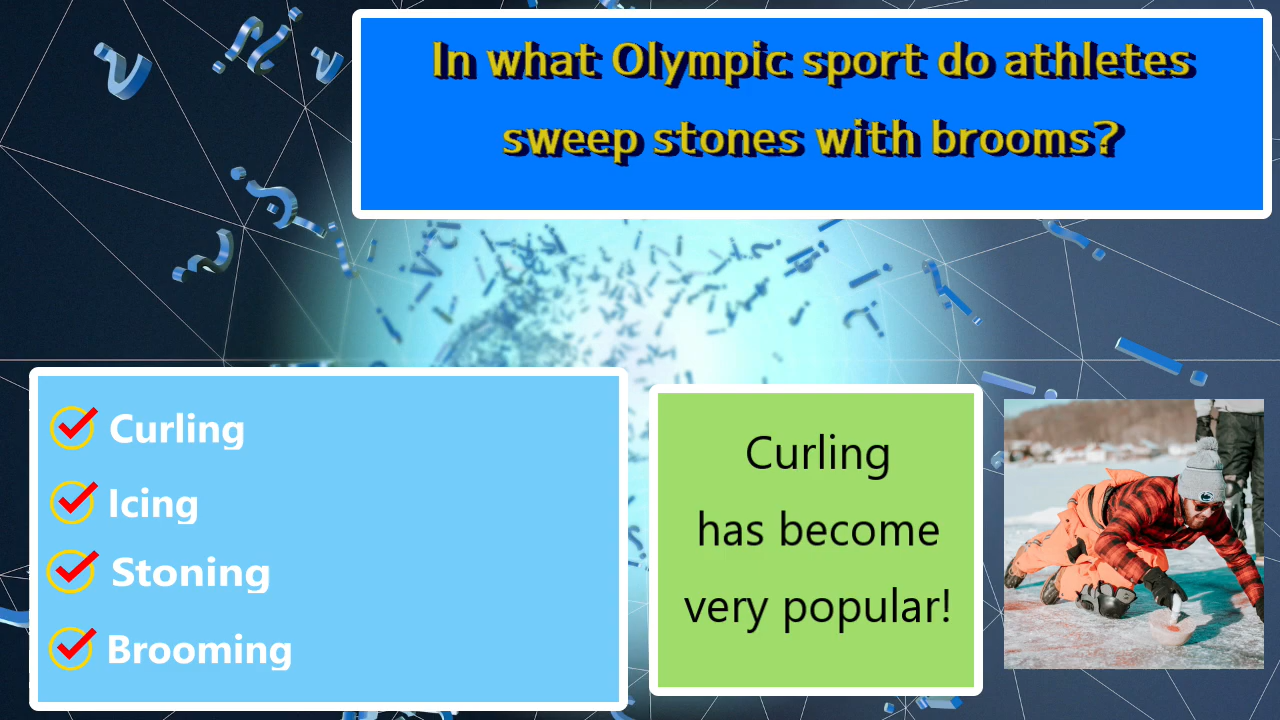 In what Olympic sport do athletes
sweep stones with brooms?
Curling
Icing
Stoning
Brooming
Curling
has become
very popular!